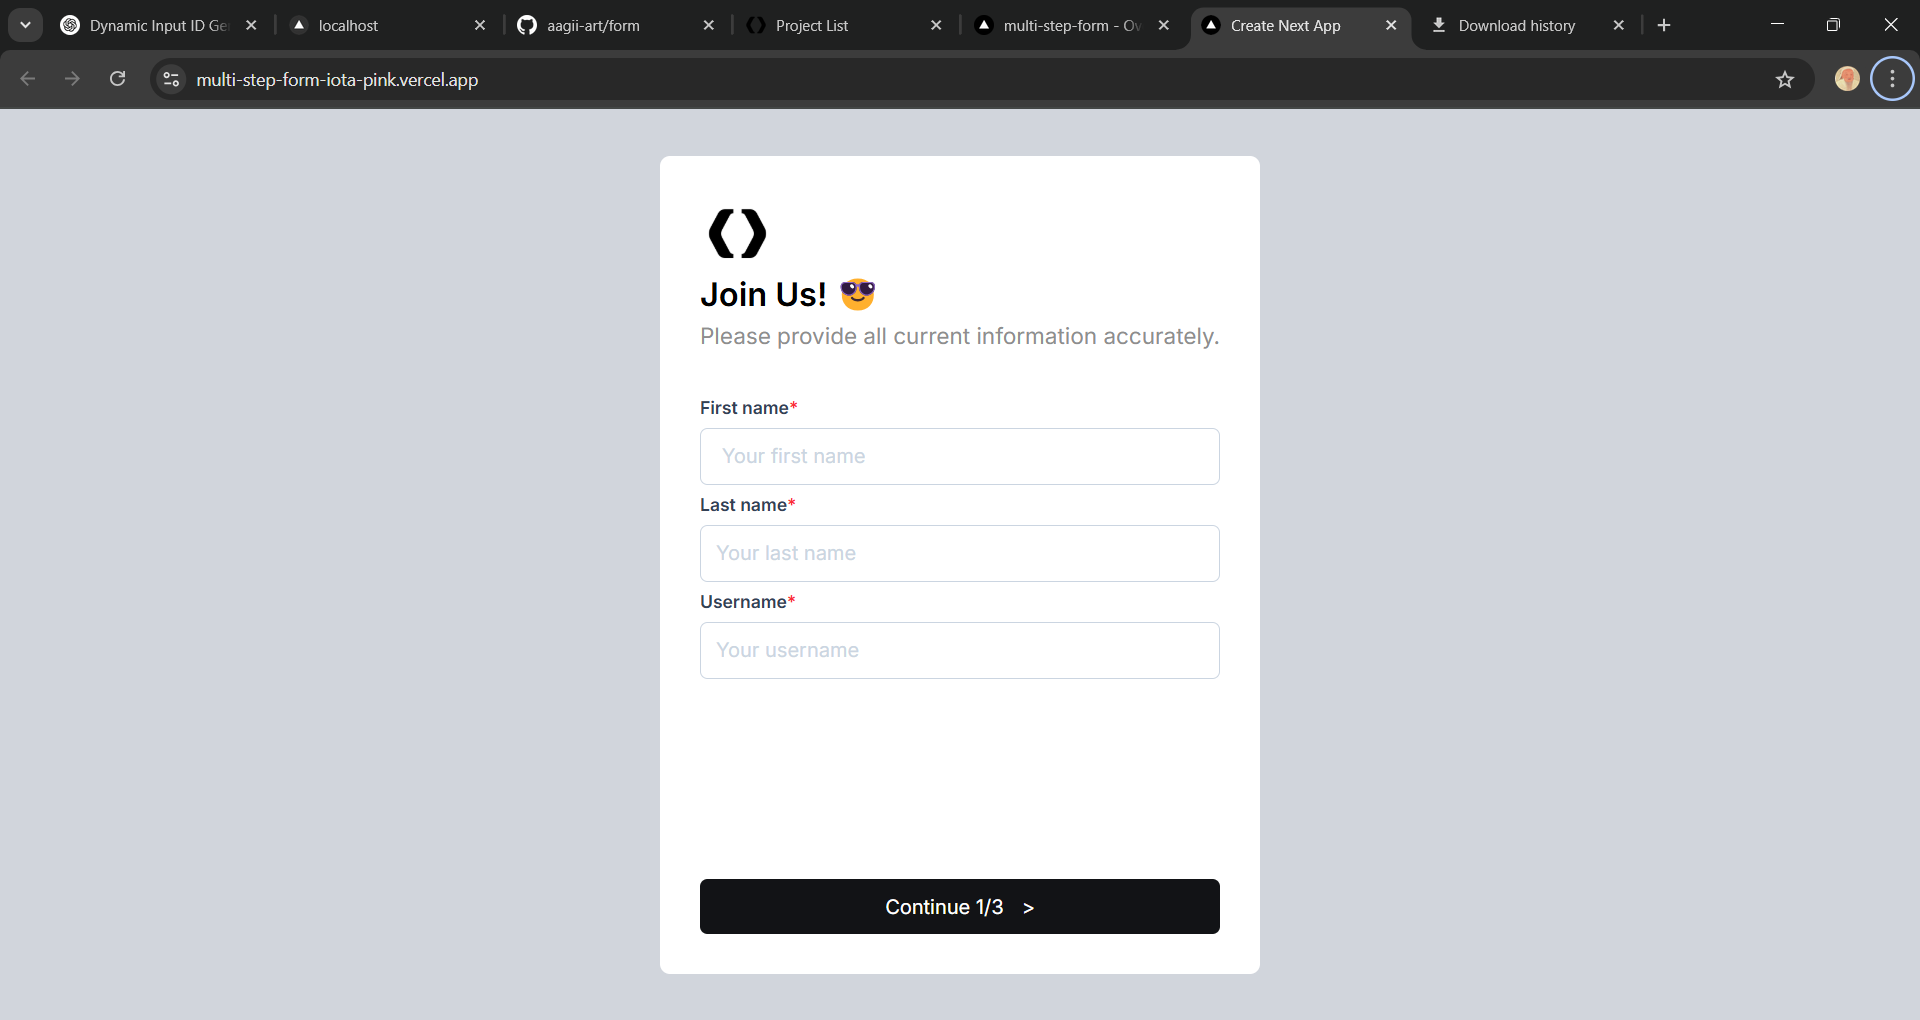 Dynamic Input ID Ge
localhost
aagii-art/form
Project List
multi-step-form - Ov
Create Next App
Download history
multi-step-form-iota-pink.vercel.app
Join Us! 😎
Please provide all current information accurately.
First name*
Your first name
Last name*
Your last name
Username*
Your username
Continue 1/3 >